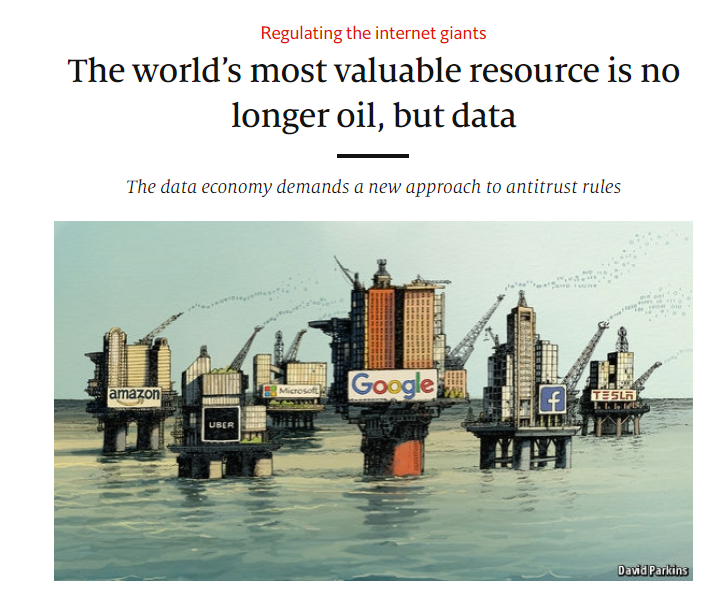 Regulating the internet giants
The world’s most valuable resource is no
longer oil, but data
The data economy demands a new approach to antitrust rules
amazon
UBER
Microsoft
Google
f
TESLA
David Parkins